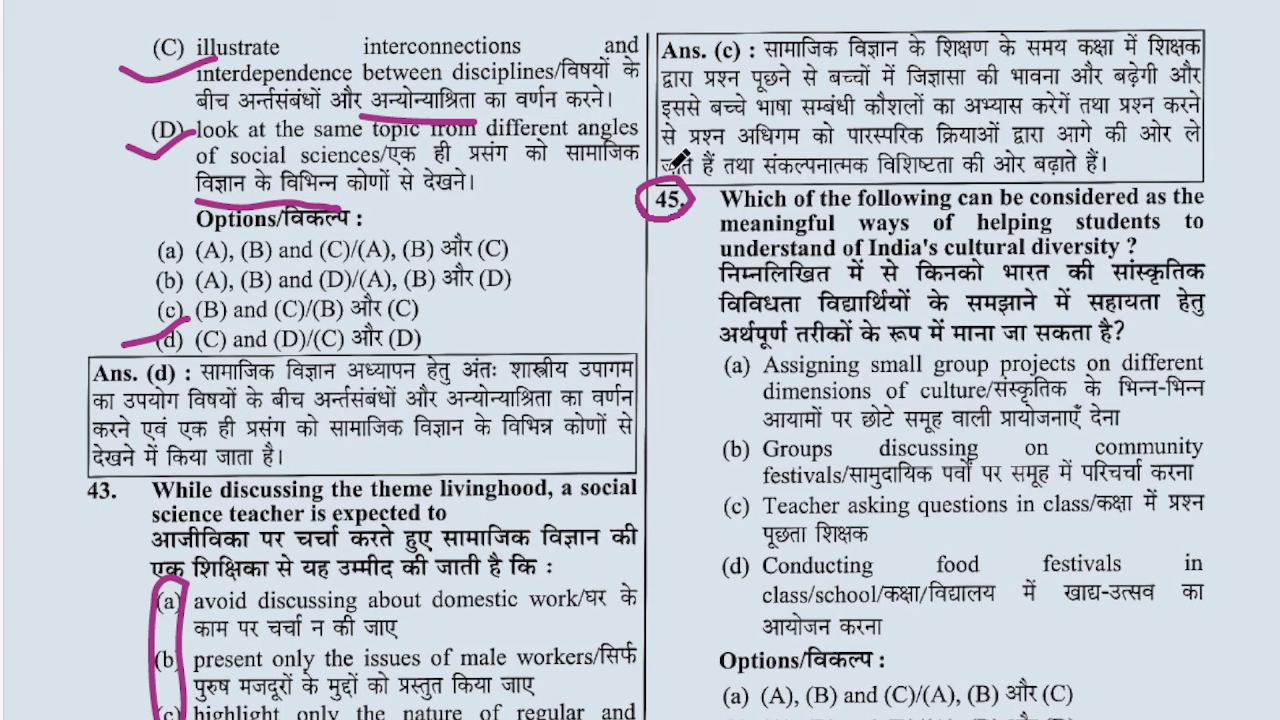 (C) illustrate interconnections and
interdependence between disciplines/विषयों के
बीच अर्न्तसंबंधों और अन्योन्याश्रिता का वर्णन करने।
(D) look at the same topic from different angles
of social sciences/एक ही प्रसंग को सामाजिक
विज्ञान के विभिन्न कोणों से देखने।
Options/विकल्प :
(a) (A), (B) and (C)/(A), (B) और (C)
(b) (A), (B) and (D)/(A), (B) और (D)
(c) (B) and (C)/(B) और (C)
(d) (C) and (D)/(C) और (D)
Ans. (d) : सामाजिक विज्ञान अध्यापन हेतु अंतः शास्त्रीय उपागम
का उपयोग विषयों के बीच अर्न्तसंबंधों और अन्योन्याश्रिता का वर्णन
करने एवं एक ही प्रसंग को सामाजिक विज्ञान के विभिन्न कोणों से
देखने में किया जाता है।
43. While discussing the theme livinghood, a social
science teacher is expected to
आजीविका पर चर्चा करते हुए सामाजिक विज्ञान की
एक शिक्षिका से यह उम्मीद की जाती है कि :
(a) avoid discussing about domestic work/घर के
काम पर चर्चा न की जाए
(b) present only the issues of male workers/सिर्फ
पुरुष मजदूरों के मुद्दों को प्रस्तुत किया जाए
(c) highlight only the nature of regular and
Ans. (c) : सामाजिक विज्ञान के शिक्षण के समय कक्षा में शिक्षक
द्वारा प्रश्न पूछने से बच्चों में जिज्ञासा की भावना और बढ़ेगी और
इससे बच्चे भाषा सम्बंधी कौशलों का अभ्यास करेगें तथा प्रश्न करने
से प्रश्न अधिगम को पारस्परिक क्रियाओं द्वारा आगे की ओर ले
जाते हैं तथा संकल्पनात्मक विशिष्टता की ओर बढ़ाते हैं।
45. Which of the following can be considered as the
meaningful ways of helping students to
understand of India's cultural diversity ?
निम्नलिखित में से किनको भारत की सांस्कृतिक
विविधता विद्यार्थियों के समझाने में सहायता हेतु
अर्थपूर्ण तरीकों के रूप में माना जा सकता है?
(a) Assigning small group projects on different
dimensions of culture/संस्कृतिक के भिन्न-भिन्न
आयामों पर छोटे समूह वाली प्रायोजनाएँ देना
(b) Groups discussing on community
festivals/सामुदायिक पर्वों पर समूह में परिचर्चा करना
(c) Teacher asking questions in class/कक्षा में प्रश्न
पूछता शिक्षक
(d) Conducting food festivals in
class/school/कक्षा/विद्यालय में खाद्य-उत्सव का
आयोजन करना
Options/विकल्प :
(a) (A), (B) and (C)/(A), (B) और (C)